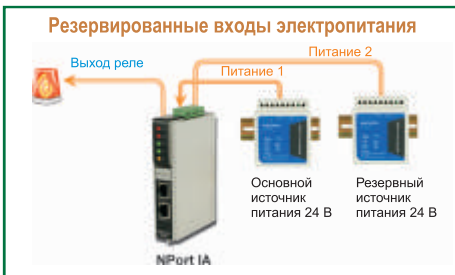 Резервированные входы электропитания
Питание 2
Выход реле
Питание 1
Основной
источник
питания 24 В
Резервный
источник
питания 24 В
NPort IA